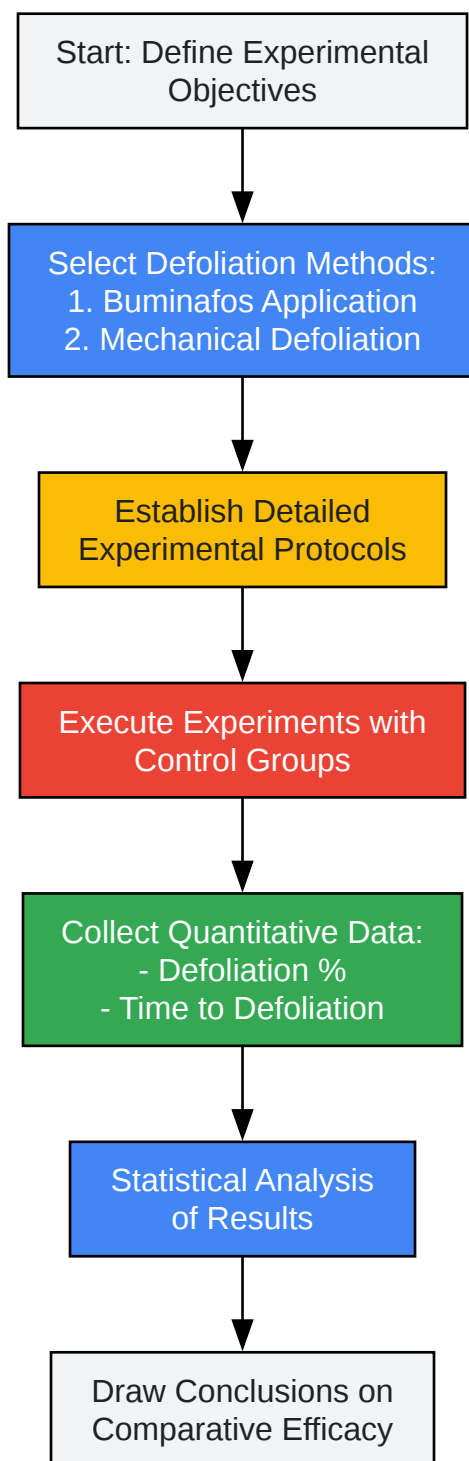 Start: Define Experimental
Objectives
Select Defoliation Methods:
1. Buminafos Application
2. Mechanical Defoliation
Establish Detailed
Experimental Protocols
Execute Experiments with
Control Groups
Collect Quantitative Data:
- Defoliation %
- Time to Defoliation
Statistical Analysis
of Results
Draw Conclusions on
Comparative Efficacy